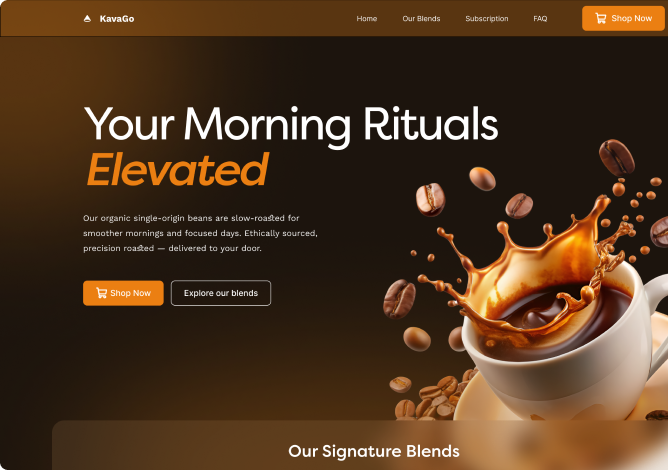 KavaGo
Home
Our Blends
Subscription
FAQ
Shop Now
Your Morning Rituals
Elevated
Our organic single-origin beans are slow-roasted for
smoother mornings and focused days. Ethically sourced,
precision roasted — delivered to your door.
Shop Now
Explore our blends
Our Signature Blends